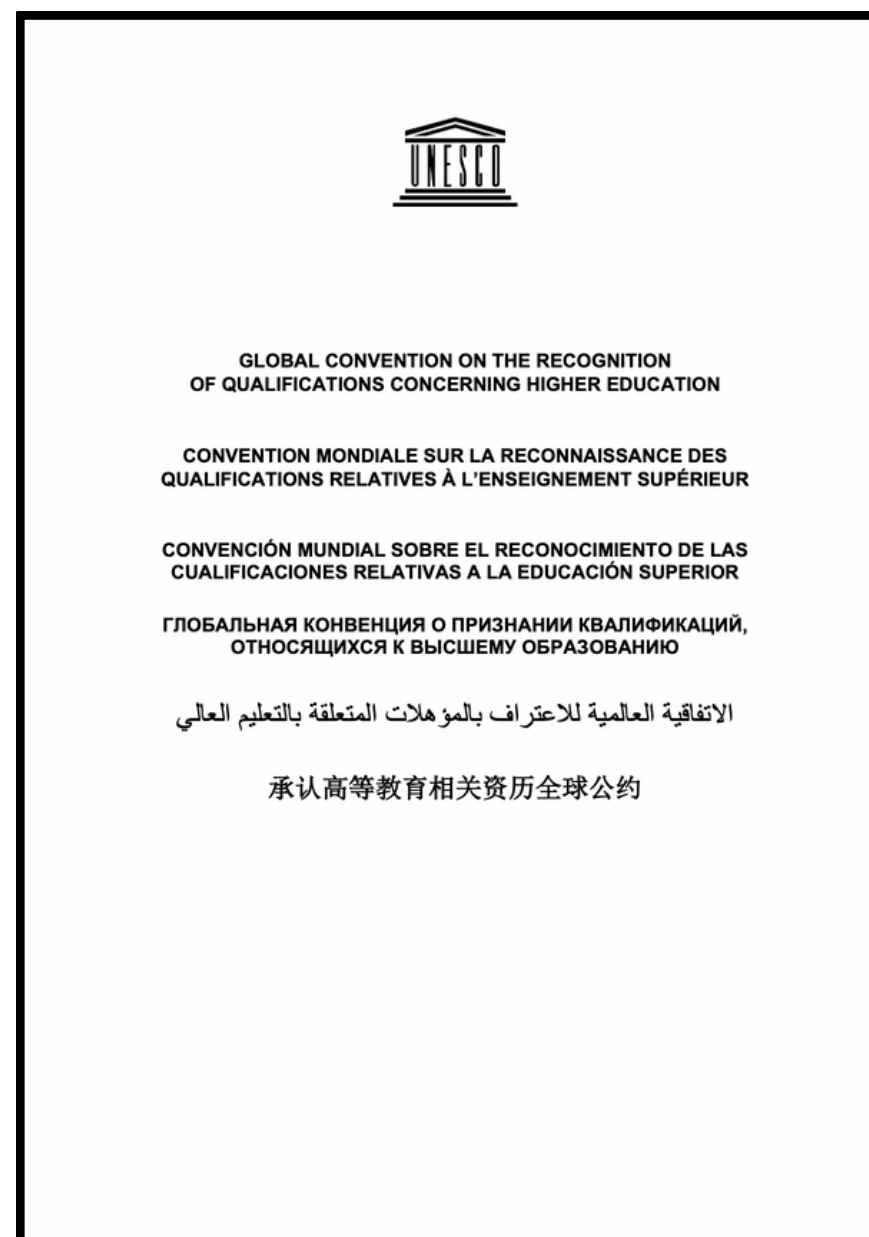 UNESCO
GLOBAL CONVENTION ON THE RECOGNITION
OF QUALIFICATIONS CONCERNING HIGHER EDUCATION
CONVENTION MONDIALE SUR LA RECONNAISSANCE DES
QUALIFICATIONS RELATIVES À L’ENSEIGNEMENT SUPÉRIEUR
CONVENCIÓN MUNDIAL SOBRE EL RECONOCIMIENTO DE LAS
CUALIFICACIONES RELATIVAS A LA EDUCACIÓN SUPERIOR
ГЛОБАЛЬНАЯ КОНВЕНЦИЯ О ПРИЗНАНИИ КВАЛИФИКАЦИЙ,
ОТНОСЯЩИХСЯ К ВЫСШЕМУ ОБРАЗОВАНИЮ
الاتفاقية العالمية للاعتراف بالمؤهلات المتعلقة بالتعليم العالي
承认高等教育相关资历全球公约